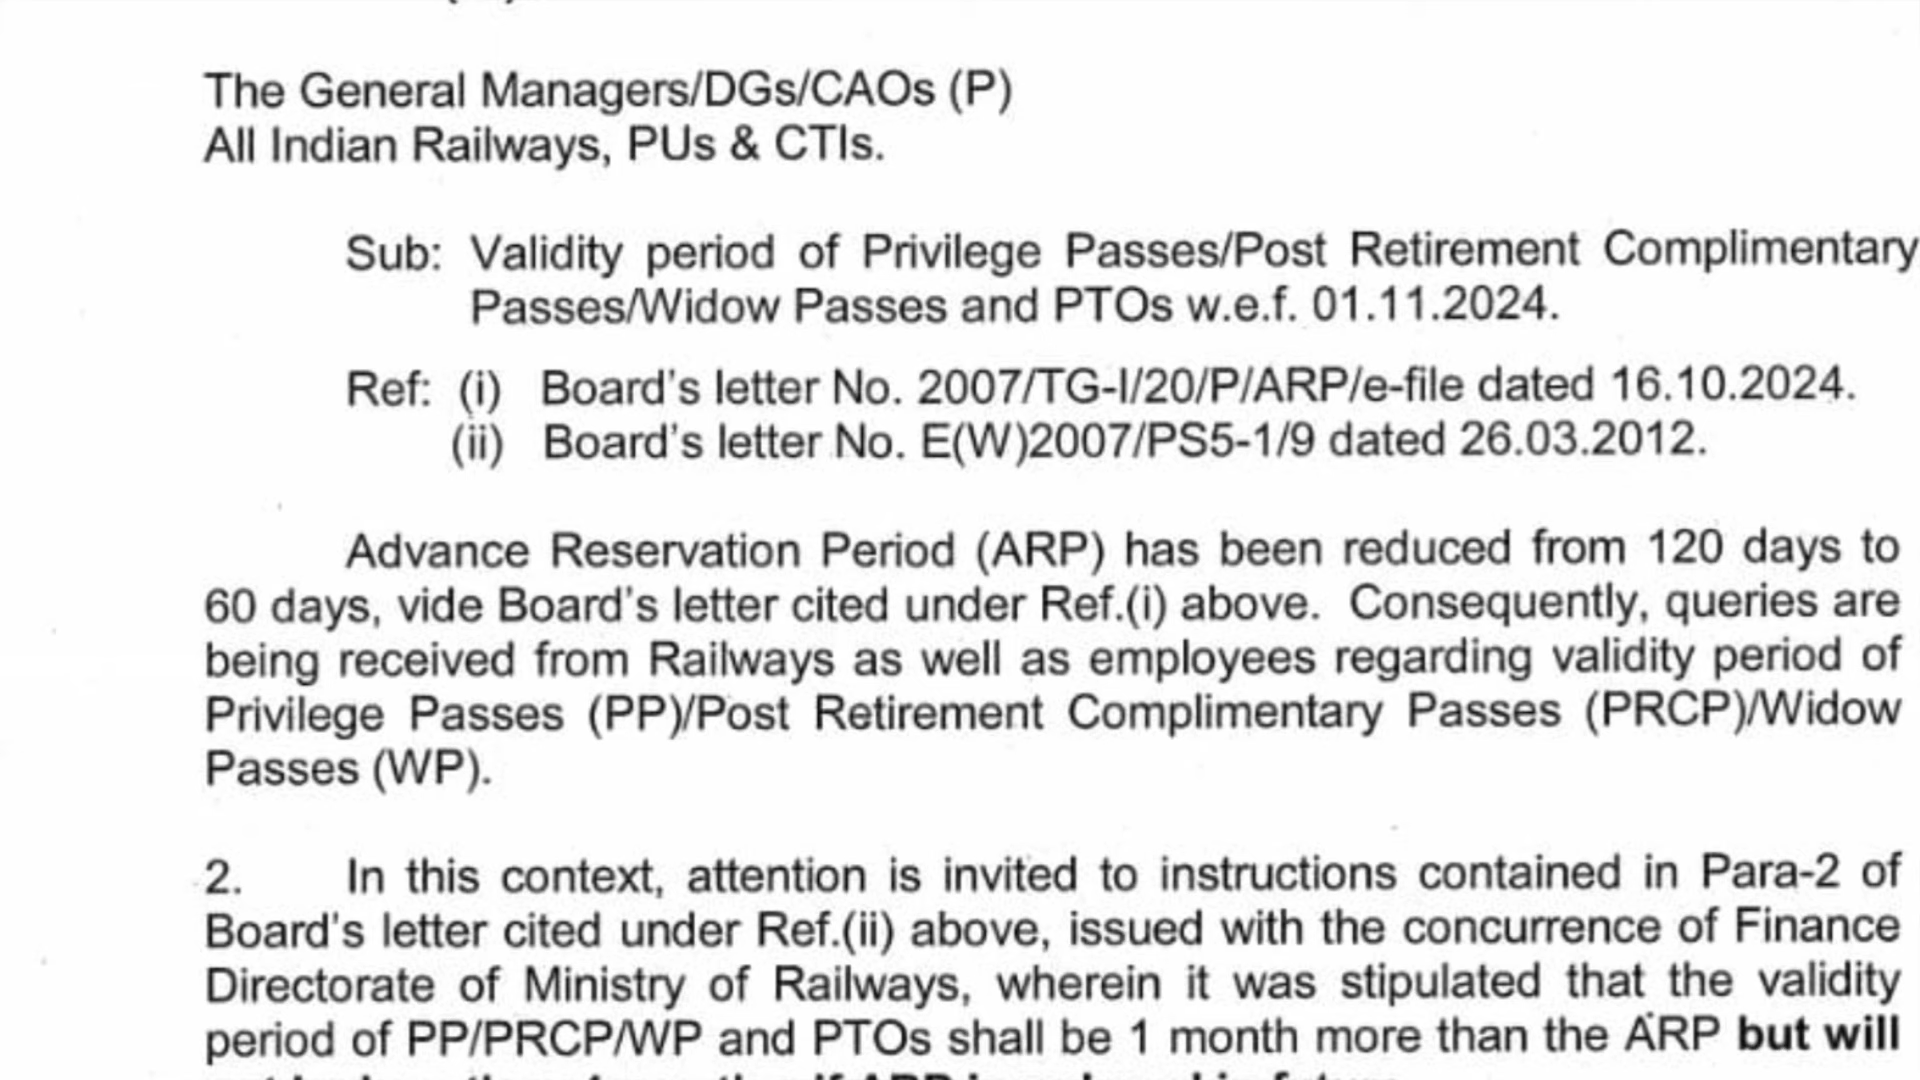 The General Managers/DGs/CAOs (P)
All Indian Railways, PUs & CTIs.
Sub: Validity period of Privilege Passes/Post Retirement Complimentary
Passes/Widow Passes and PTOs w.e.f. 01.11.2024.
Ref: (i) Board's letter No. 2007/TG-I/20/P/ARP/e-file dated 16.10.2024.
(ii) Board's letter No. E(W)2007/PS5-1/9 dated 26.03.2012.
Advance Reservation Period (ARP) has been reduced from 120 days to
60 days, vide Board's letter cited under Ref.(i) above. Consequently, queries are
being received from Railways as well as employees regarding validity period of
Privilege Passes (PP)/Post Retirement Complimentary Passes (PRCP)/Widow
Passes (WP).
2. In this context, attention is invited to instructions contained in Para-2 of
Board's letter cited under Ref.(ii) above, issued with the concurrence of Finance
Directorate of Ministry of Railways, wherein it was stipulated that the validity
period of PP/PRCP/WP and PTOs shall be 1 month more than the ARP but will